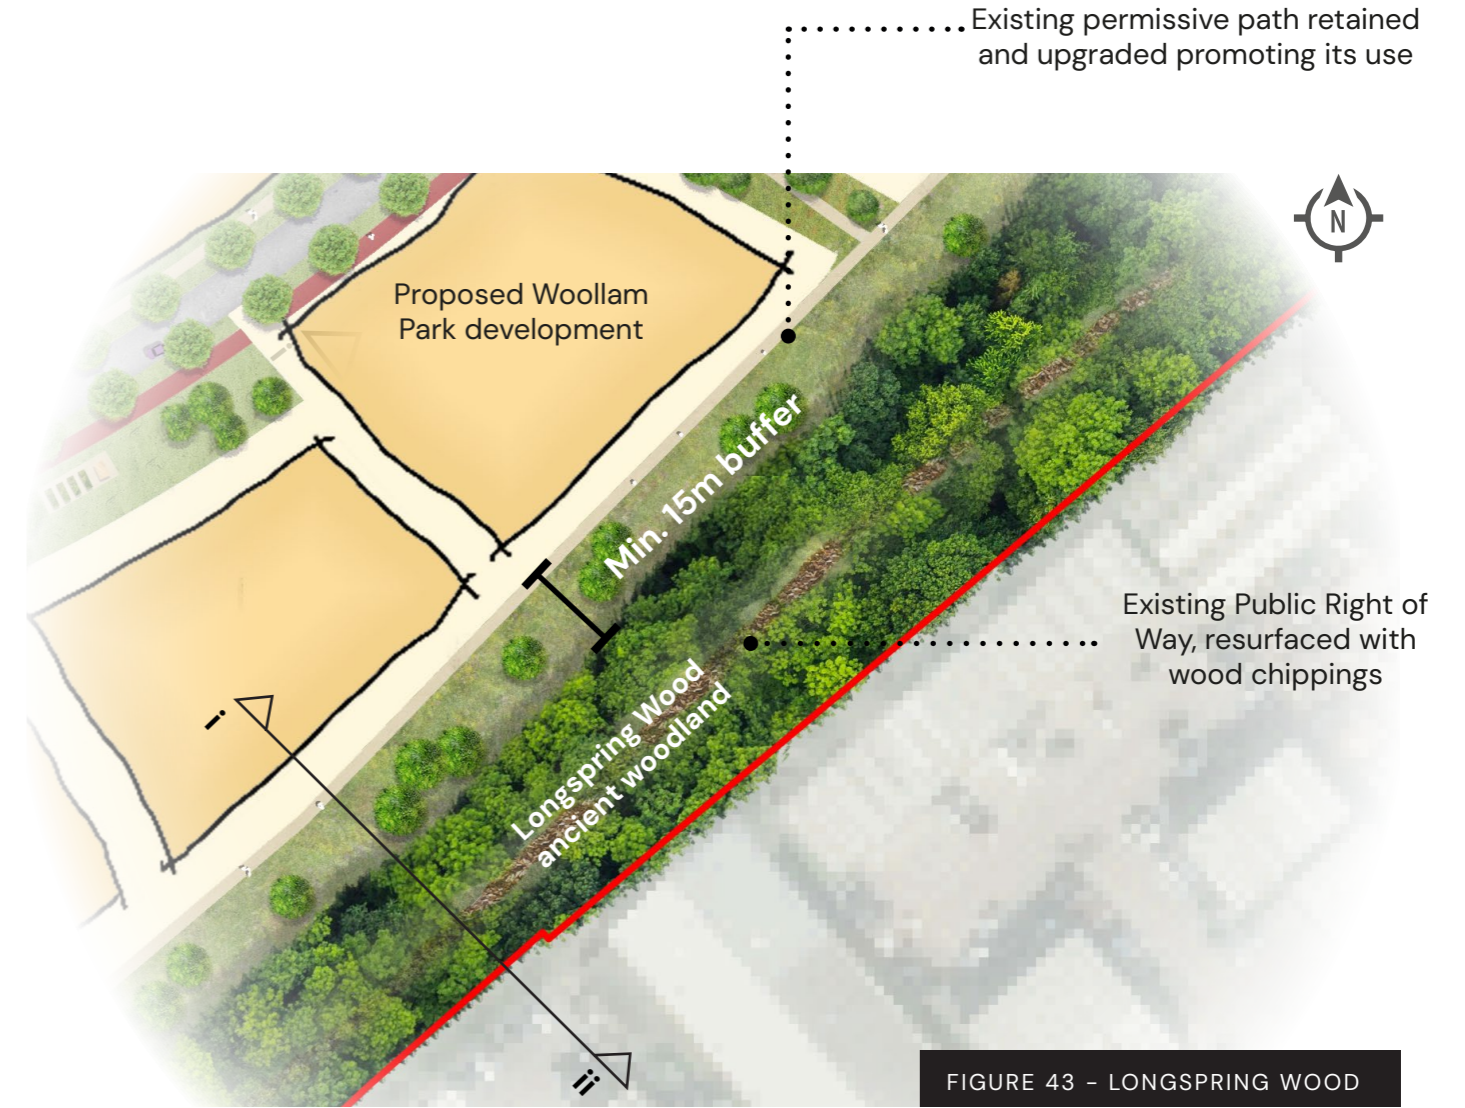 Existing permissive path retained
and upgraded promoting its use
N
Proposed Woollam
Park development
Min. 15m buffer
Existing Public Right of
Way, resurfaced with
wood chippings
Longspring Wood
ancient woodland
i
ii
FIGURE 43 - LONGSPRING WOOD